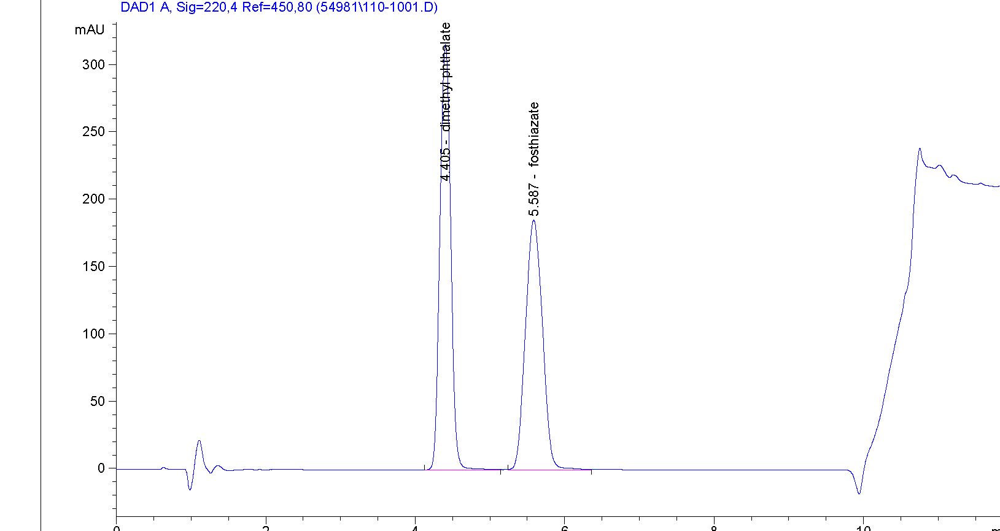 DAD1 A, Sig=220,4 Ref=450,80 (54981\110-1001.D)
mAU
300
250
200
150
100
50
0
4.405 - dimethyl phthalate
5.587 - fosthiazate
0 2 4 6 8 10